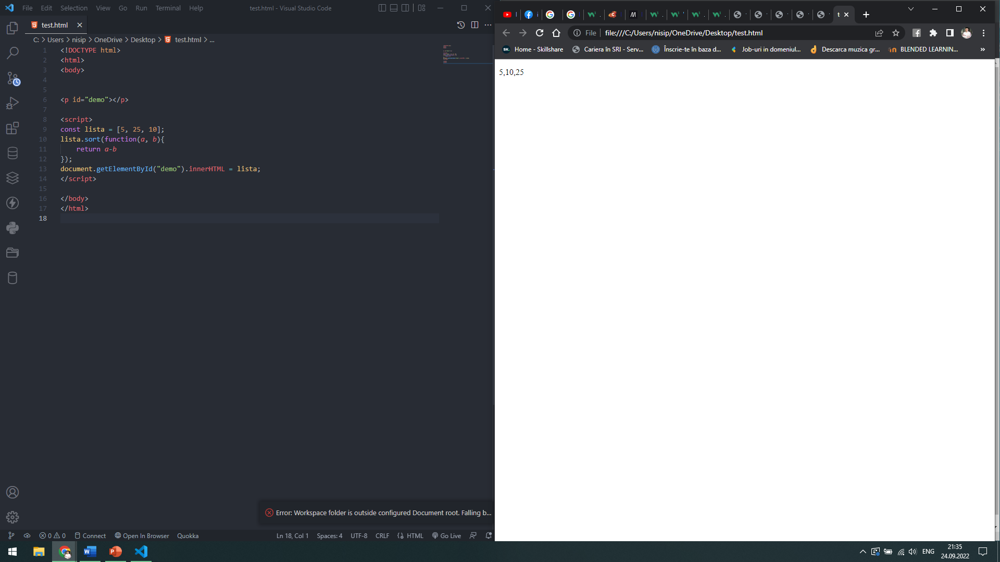 File Edit Selection View Go Run Terminal Help
test.html - Visual Studio Code
test.html
C: > Users > nisip > OneDrive > Desktop > test.html > ...
1 <!DOCTYPE html>
2 <html>
3 <body>
4
5
6 <p id="demo"></p>
7
8 <script>
9 const lista = [5, 25, 10];
10 lista.sort(function(a, b){
11 return a-b
12 });
13 document.getElementById("demo").innerHTML = lista;
14 </script>
15
16 </body>
17 </html>
18
Error: Workspace folder is outside configured Document root. Falling b...
0 0 Connect Open In Browser Quokka
Ln 18, Col 1 Spaces: 4 UTF-8 CRLF HTML Go Live
File file:///C:/Users/nisip/OneDrive/Desktop/test.html
SK. Home - Skillshare
Cariera în SRI - Serv...
Înscrie-te în baza d...
Job-uri in domeniul...
Descarca muzica gr...
BLENDED LEARNIN...
»
5,10,25
ENG
21:35
24.09.2022